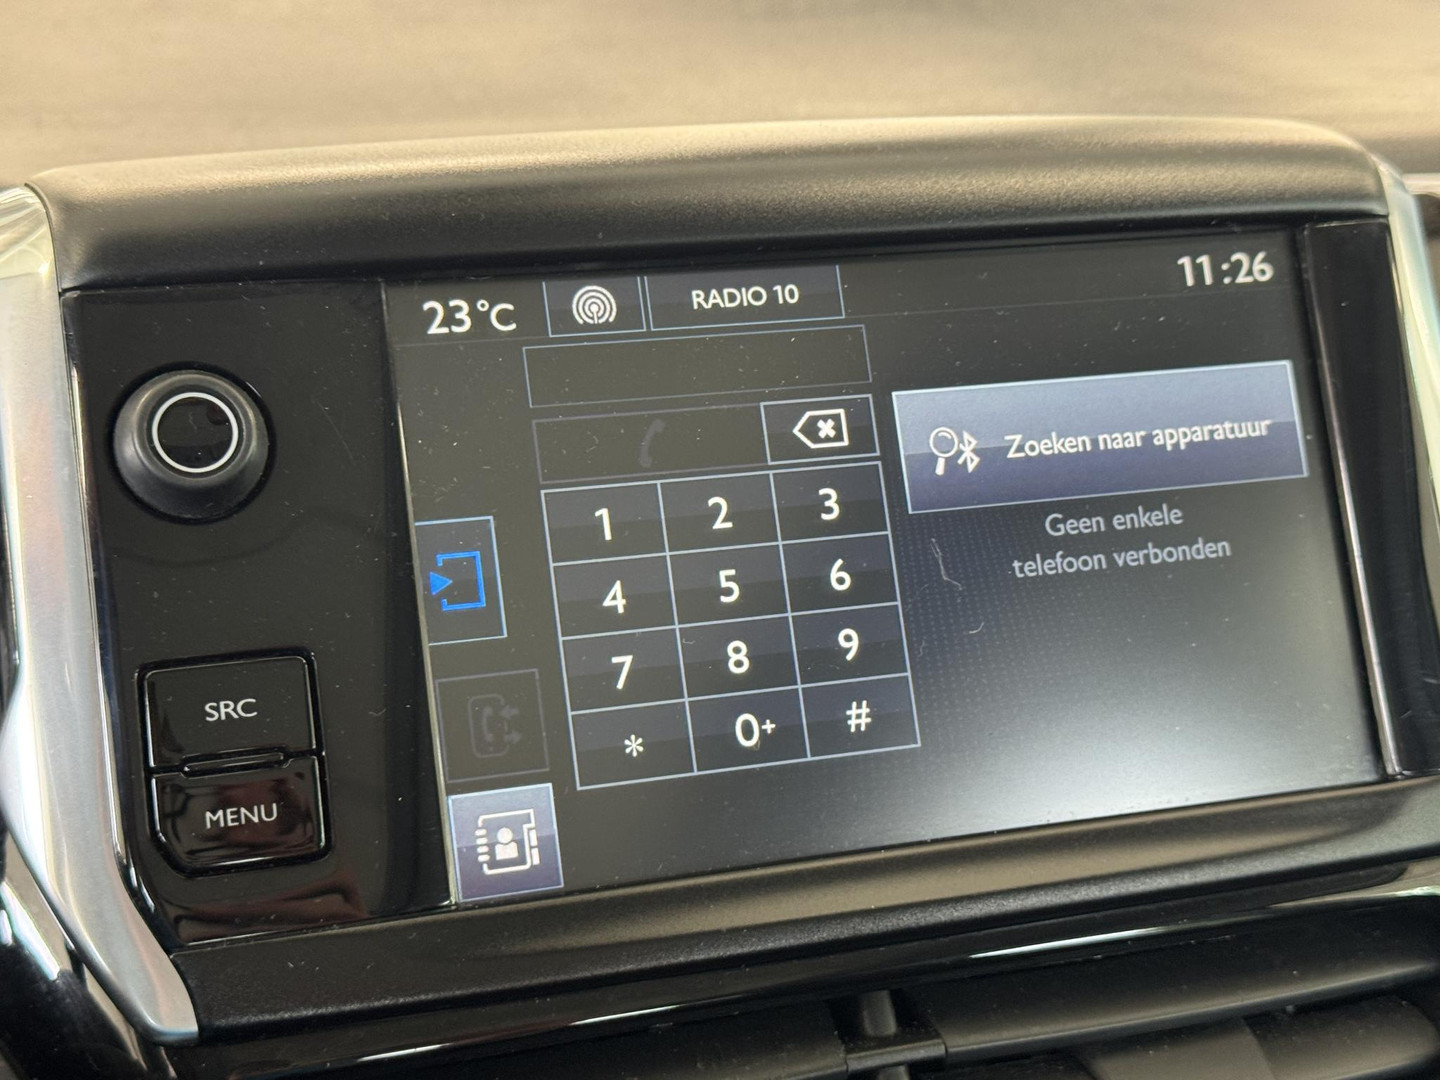 23°C
RADIO 10
11:26
Zoeken naar apparatuur
Geen enkele
telefoon verbonden
1 2 3
4 5 6
7 8 9
* 0+ #
SRC
MENU